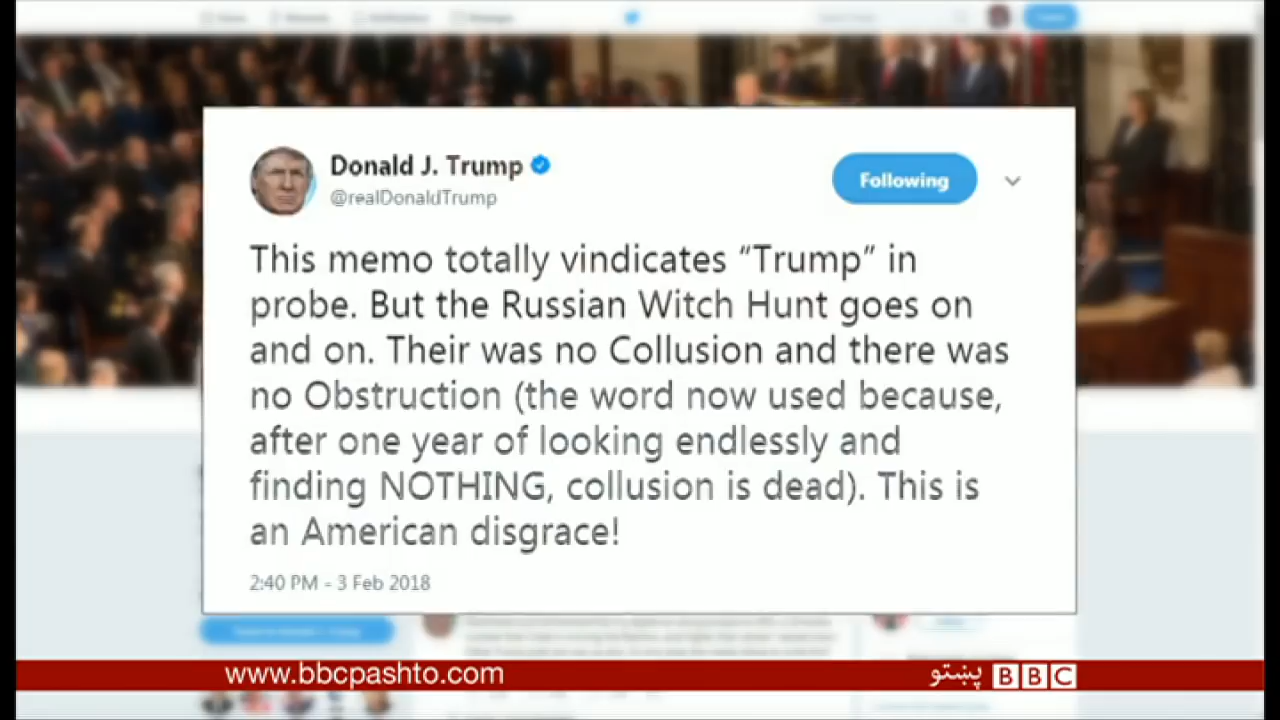 Donald J. Trump
Following
@realDonaldTrump
This memo totally vindicates “Trump” in
probe. But the Russian Witch Hunt goes on
and on. Their was no Collusion and there was
no Obstruction (the word now used because,
after one year of looking endlessly and
finding NOTHING, collusion is dead). This is
an American disgrace!
2:40 PM - 3 Feb 2018
www.bbcpashto.com
پښتو BBC